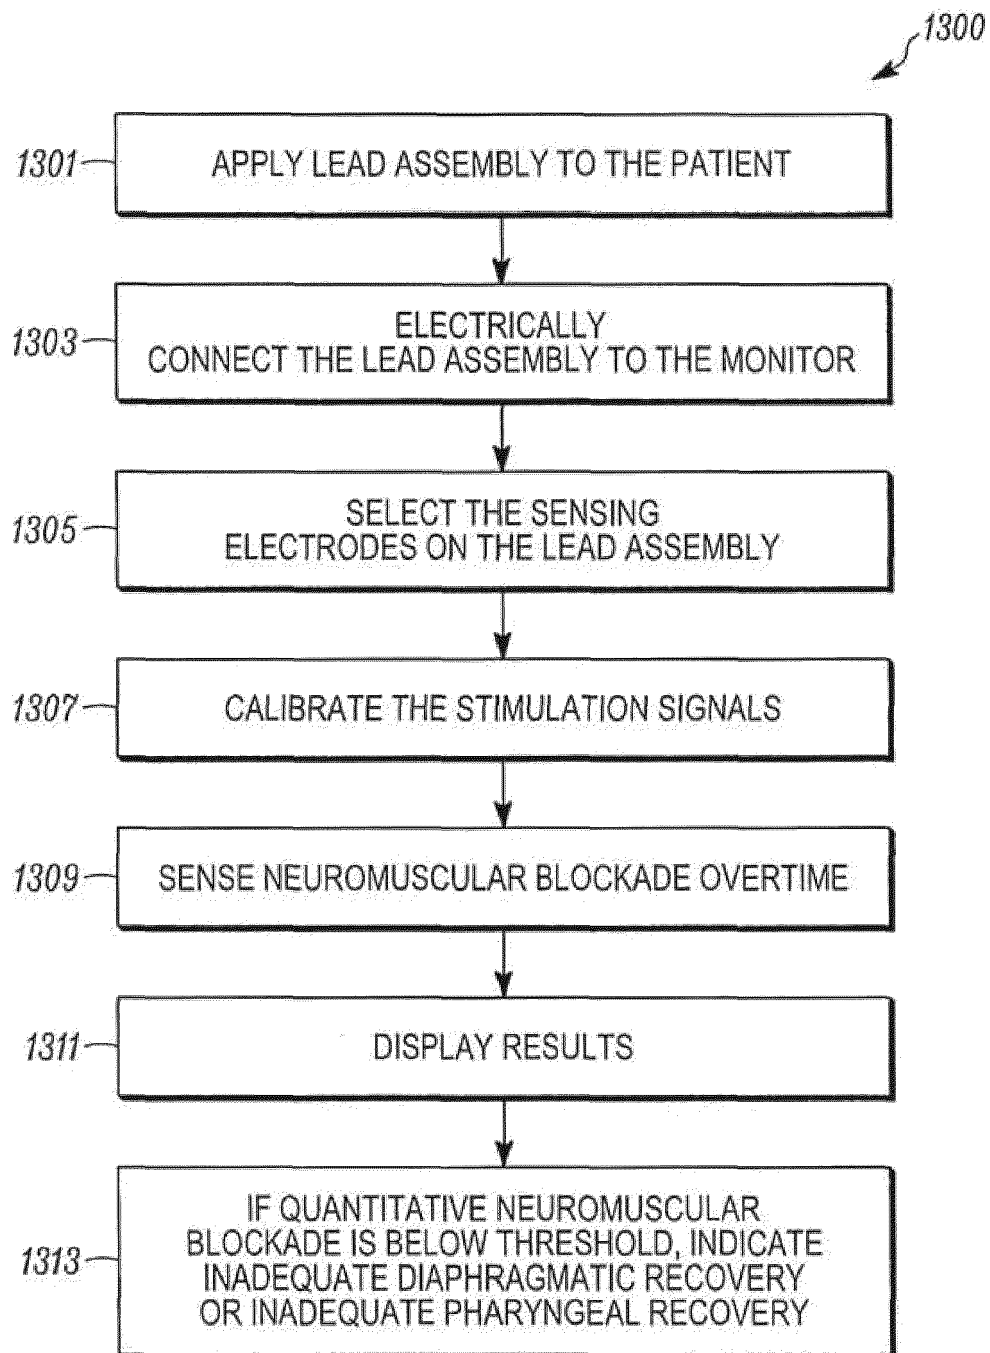 1300
1301
APPLY LEAD ASSEMBLY TO THE PATIENT
1303
ELECTRICALLY
CONNECT THE LEAD ASSEMBLY TO THE MONITOR
1305
SELECT THE SENSING
ELECTRODES ON THE LEAD ASSEMBLY
1307
CALIBRATE THE STIMULATION SIGNALS
1309
SENSE NEUROMUSCULAR BLOCKADE OVERTIME
1311
DISPLAY RESULTS
1313
IF QUANTITATIVE NEUROMUSCULAR
BLOCKADE IS BELOW THRESHOLD, INDICATE
INADEQUATE DIAPHRAGMATIC RECOVERY
OR INADEQUATE PHARYNGEAL RECOVERY